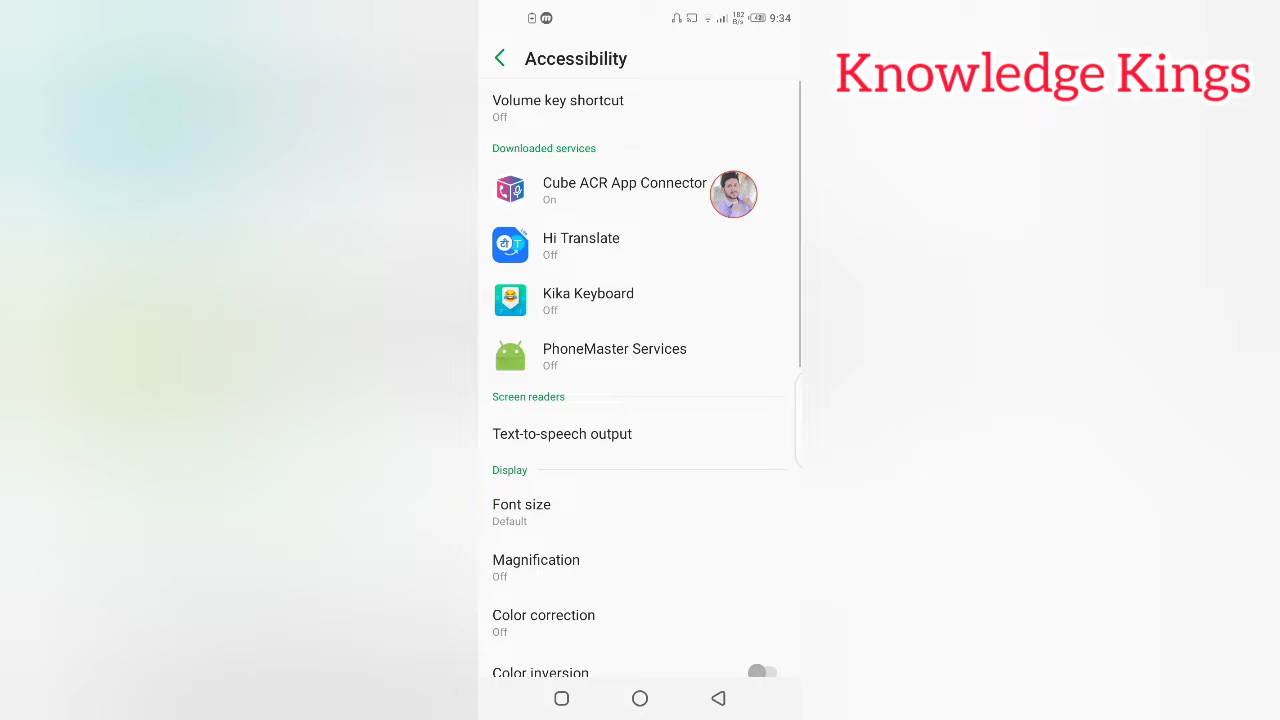 182
B/s
42
9:34
Accessibility
Knowledge Kings
Volume key shortcut
Off
Downloaded services
Cube ACR App Connector
On
Hi Translate
Off
Kika Keyboard
Off
PhoneMaster Services
Off
Screen readers
Text-to-speech output
Display
Font size
Default
Magnification
Off
Color correction
Off
Color inversion